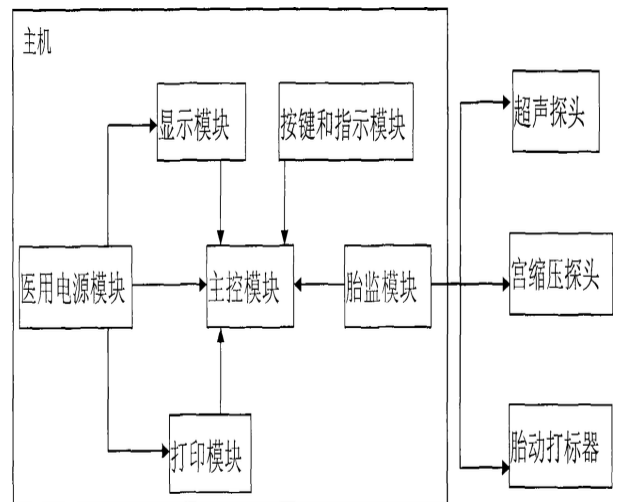 主机
显示模块
按键和指示模块
超声探头
医用电源模块
主控模块
胎监模块
宫缩压探头
打印模块
胎动打标器